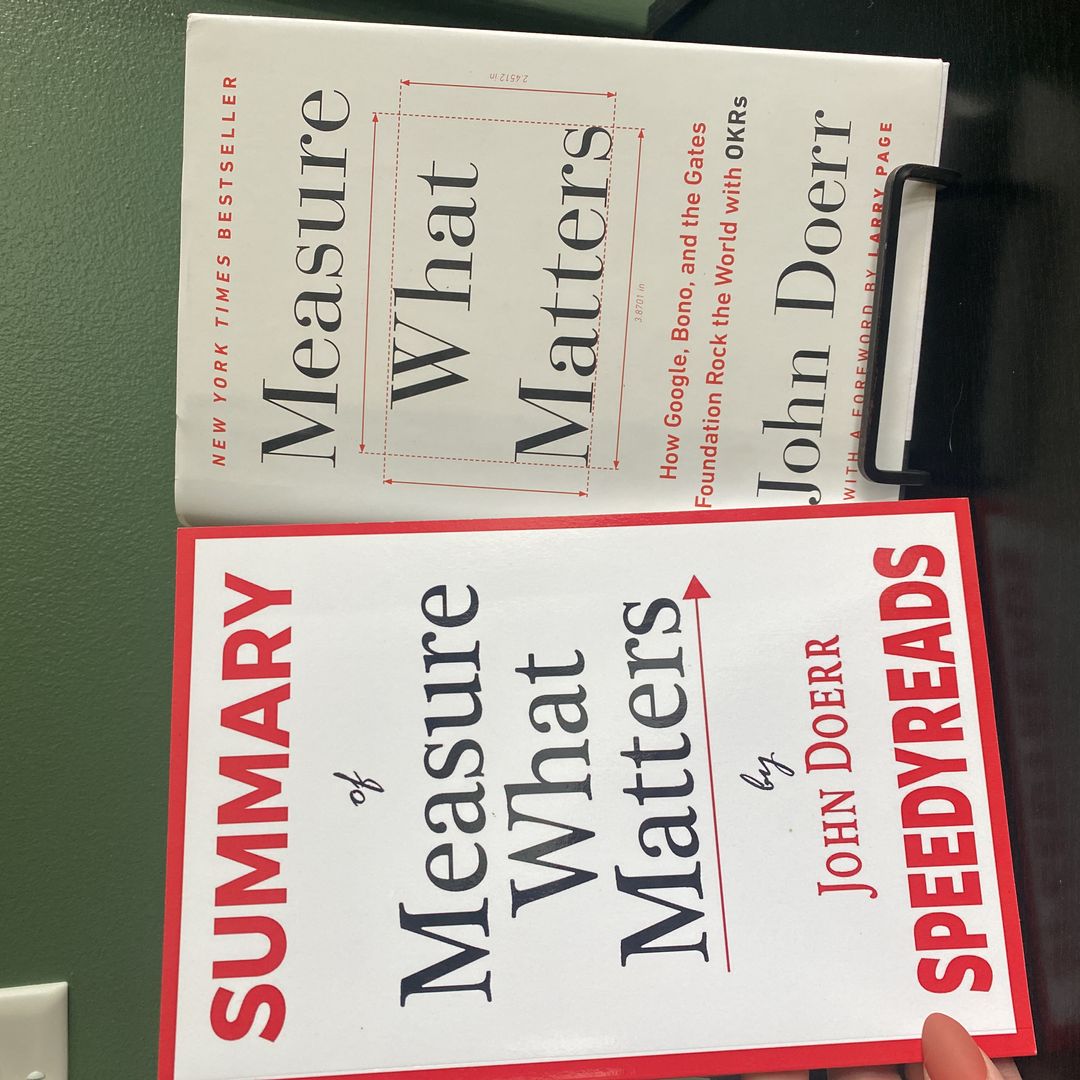 SUMMARY
of
Measure
What
Matters
by
JOHN DOERR
SPEEDYREADS
NEW YORK TIMES BESTSELLER
Measure
What
Matters
2.4512 in
3.8701 in
How Google, Bono, and the Gates
Foundation Rock the World with OKRs
John Doerr
WITH A FOREWORD BY LARRY PAGE